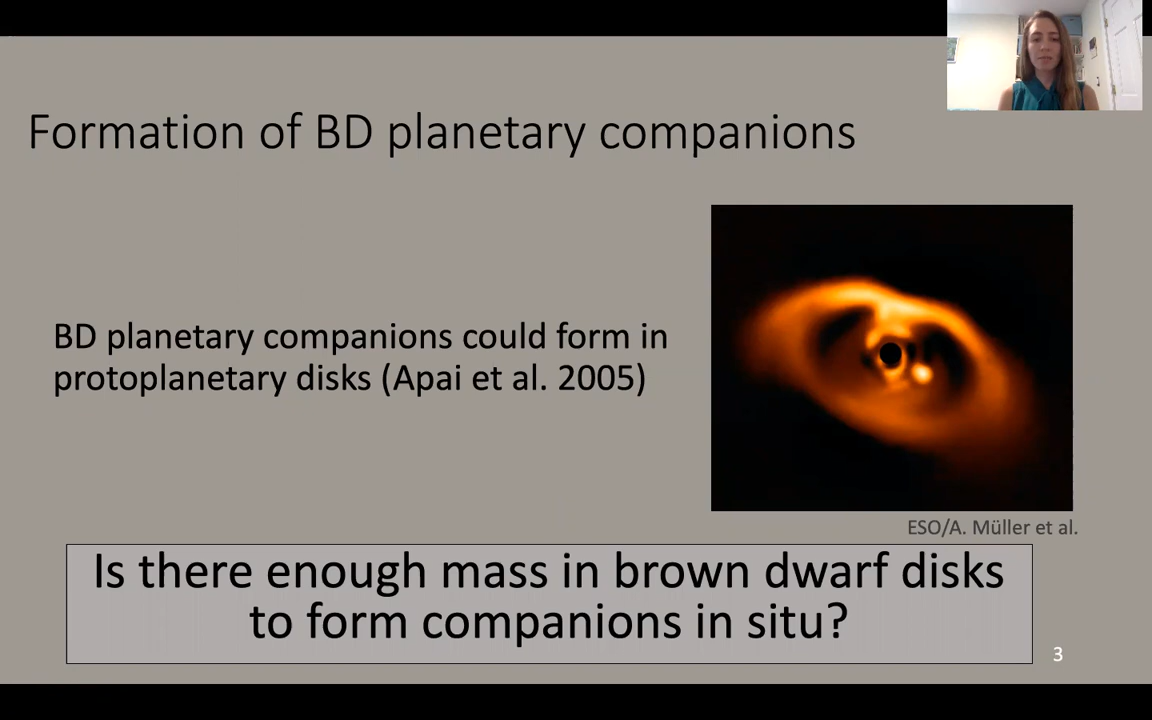 Formation of BD planetary companions
BD planetary companions could form in
protoplanetary disks (Apai et al. 2005)
ESO/A. Müller et al.
Is there enough mass in brown dwarf disks
to form companions in situ?
3